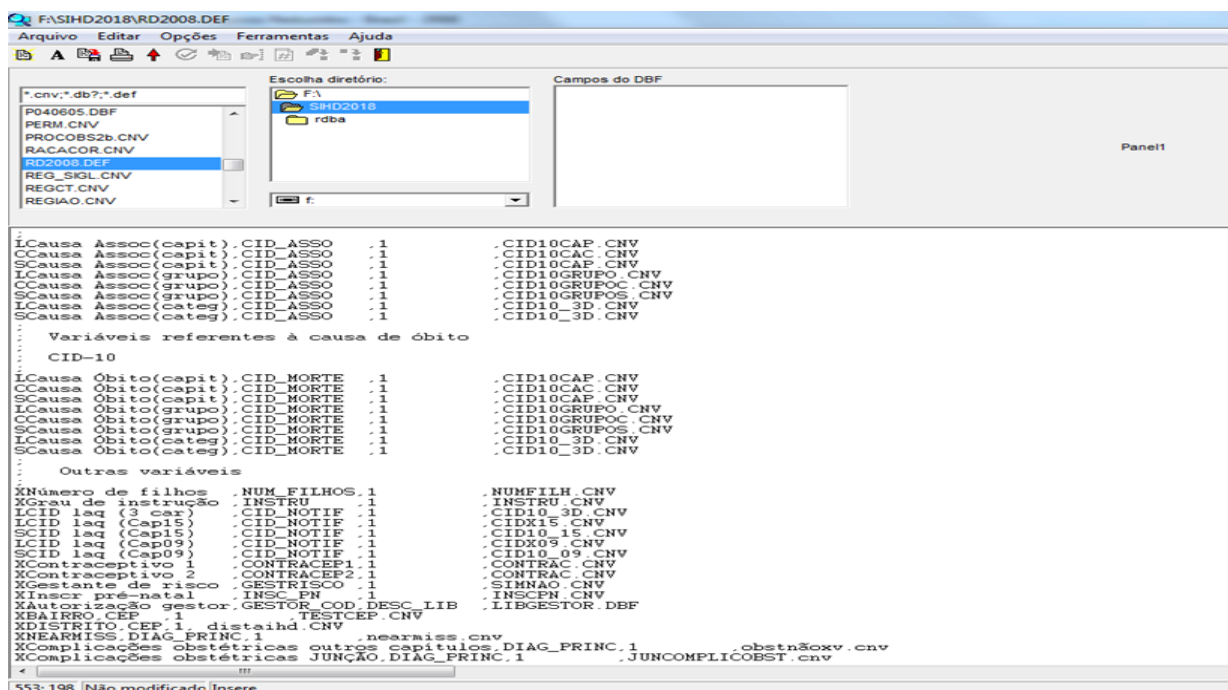 F:\SIHD2018\RD2008.DEF
Arquivo Editar Opções Ferramentas Ajuda
A
Escolha diretório:
Campos do DBF
*.cnv;*.db?;*.def
F:\
P040605.DBF
SIHD2018
PERM.CNV
rdba
PROCOBS2b.CNV
RACACOR.CNV
Panel1
RD2008.DEF
REG_SIGL.CNV
REGCT.CNV
REGIAO.CNV
f:
;
LCausa Assoc(capit),CID_ASSO ,1 ,CID10CAP.CNV
CCausa Assoc(capit),CID_ASSO ,1 ,CID10CAC.CNV
SCausa Assoc(capit),CID_ASSO ,1 ,CID10CAP.CNV
LCausa Assoc(grupo),CID_ASSO ,1 ,CID10GRUPO.CNV
CCausa Assoc(grupo),CID_ASSO ,1 ,CID10GRUPOC.CNV
SCausa Assoc(grupo),CID_ASSO ,1 ,CID10GRUPOS.CNV
LCausa Assoc(categ),CID_ASSO ,1 ,CID10_3D.CNV
SCausa Assoc(categ),CID_ASSO ,1 ,CID10_3D.CNV
;
; Variáveis referentes à causa de óbito
;
; CID-10
;
LCausa Óbito(capit),CID_MORTE ,1 ,CID10CAP.CNV
CCausa Óbito(capit),CID_MORTE ,1 ,CID10CAC.CNV
SCausa Óbito(capit),CID_MORTE ,1 ,CID10CAP.CNV
LCausa Óbito(grupo),CID_MORTE ,1 ,CID10GRUPO.CNV
CCausa Óbito(grupo),CID_MORTE ,1 ,CID10GRUPOC.CNV
SCausa Óbito(grupo),CID_MORTE ,1 ,CID10GRUPOS.CNV
LCausa Óbito(categ),CID_MORTE ,1 ,CID10_3D.CNV
SCausa Óbito(categ),CID_MORTE ,1 ,CID10_3D.CNV
;
; Outras variáveis
;
XNúmero de filhos ,NUM_FILHOS,1 ,NUMFILH.CNV
XGrau de instrução ,INSTRU ,1 ,INSTRU.CNV
LCID laq (3 car) ,CID_NOTIF ,1 ,CID10_3D.CNV
LCID laq (Cap15) ,CID_NOTIF ,1 ,CIDX15.CNV
SCID laq (Cap15) ,CID_NOTIF ,1 ,CID10_15.CNV
LCID laq (Cap09) ,CID_NOTIF ,1 ,CIDX09.CNV
SCID laq (Cap09) ,CID_NOTIF ,1 ,CID10_09.CNV
XContraceptivo 1 ,CONTRACEP1,1 ,CONTRAC.CNV
XContraceptivo 2 ,CONTRACEP2,1 ,CONTRAC.CNV
XGestante de risco ,GESTRISCO ,1 ,SIMNAO.CNV
XInscr pré-natal ,INSC_PN ,1 ,INSCPN.CNV
XAutorização gestor,GESTOR_COD,DESC_LIB ,LIBGESTOR.DBF
XBAIRRO,CEP ,1 ,TESTCEP.CNV
XDISTRITO,CEP,1, distaihd.CNV
XNEARMISS,DIAG_PRINC,1 ,nearmiss.cnv
XComplicações obstétricas outros capítulos,DIAG_PRINC,1 ,obstnãoxv.cnv
XComplicações obstétricas JUNçÃO,DIAG_PRINC,1 ,JUNCOMPLICOBST.cnv
553: 198 Não modificado Insere